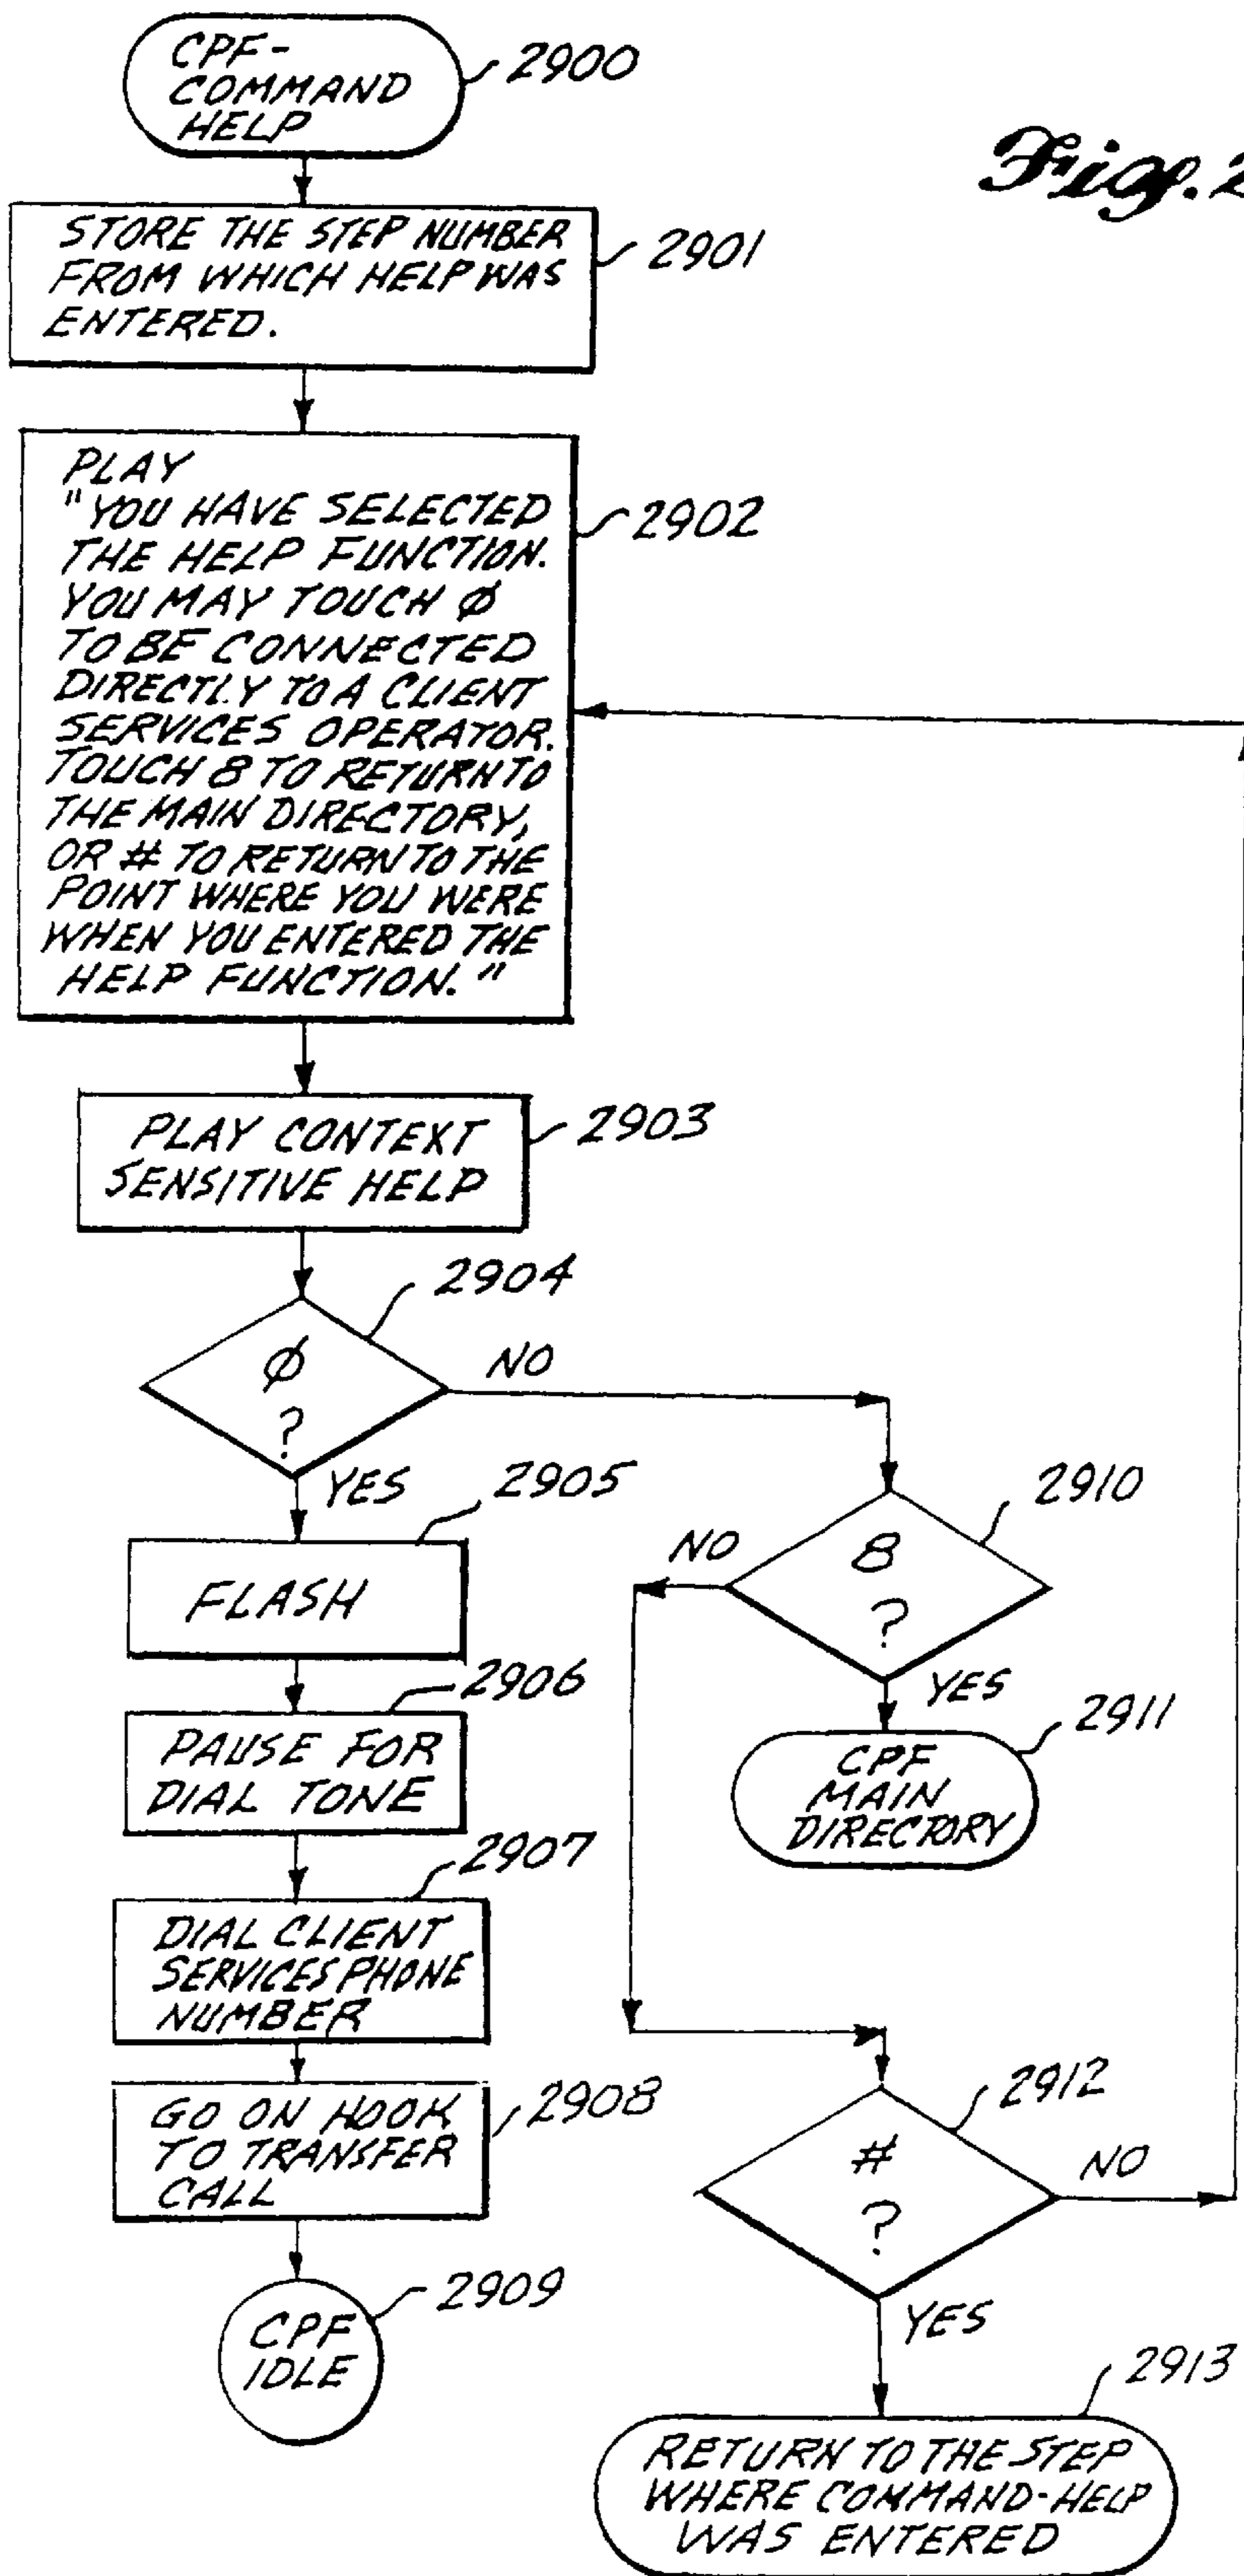 CPF-
COMMAND
HELP
2900
Fig. 2
STORE THE STEP NUMBER
FROM WHICH HELP WAS
ENTERED.
2901
PLAY
"YOU HAVE SELECTED
THE HELP FUNCTION.
YOU MAY TOUCH Ø
TO BE CONNECTED
DIRECTLY TO A CLIENT
SERVICES OPERATOR.
TOUCH 8 TO RETURN TO
THE MAIN DIRECTORY,
OR # TO RETURN TO THE
POINT WHERE YOU WERE
WHEN YOU ENTERED THE
HELP FUNCTION."
2902
PLAY CONTEXT
SENSITIVE HELP
2903
2904
Ø
?
NO
YES
2905
FLASH
2906
PAUSE FOR
DIAL TONE
2907
DIAL CLIENT
SERVICES PHONE
NUMBER
GO ON HOOK
TO TRANSFER
CALL
2908
CPF
IDLE
2909
2910
8
?
NO
YES
2911
CPF
MAIN
DIRECTORY
2912
#
?
NO
YES
2913
RETURN TO THE STEP
WHERE COMMAND-HELP
WAS ENTERED